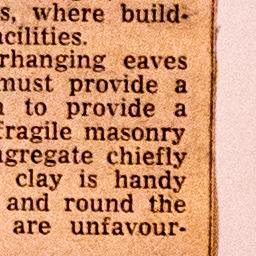 s, where build-
acilities.
rhanging eaves
must provide a
to provide a
fragile masonry
ngregate chiefly
clay is handy
and round the
are unfavour-